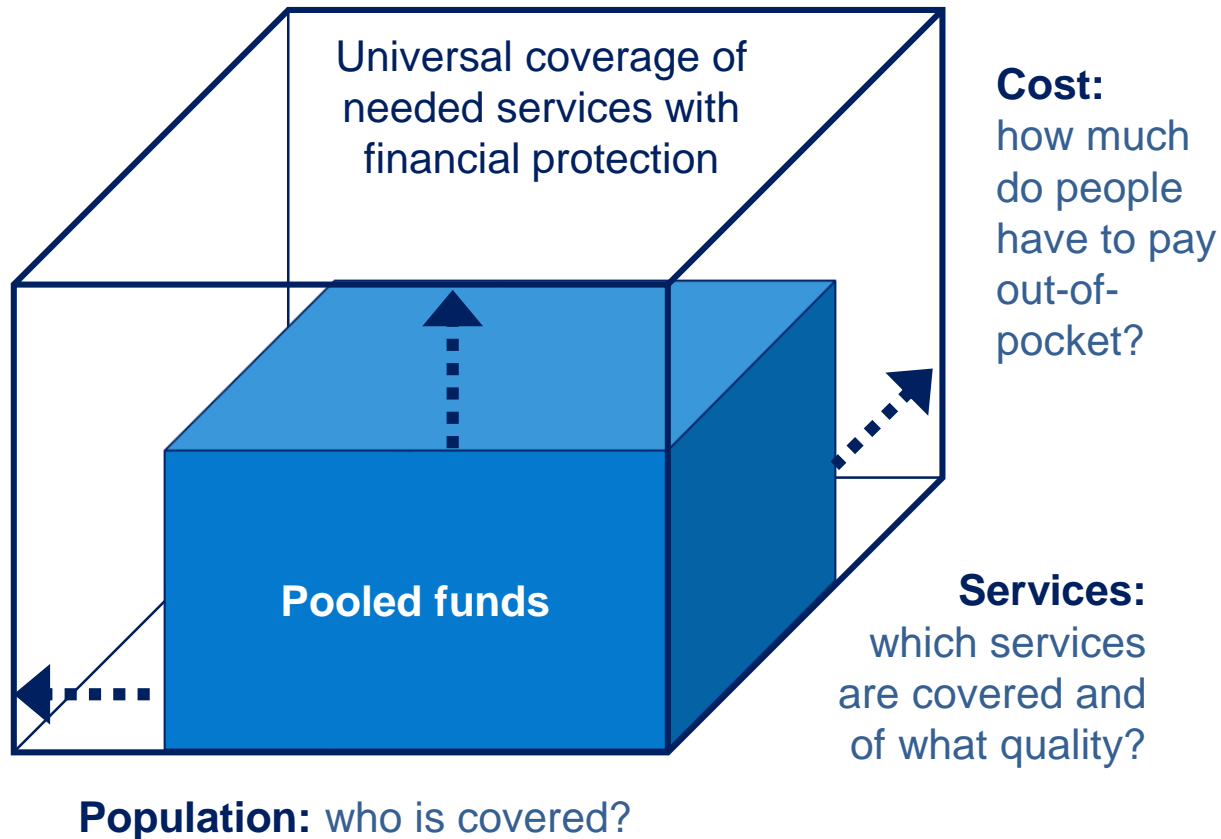 Universal coverage of
needed services with
financial protection
Cost:
how much
do people
have to pay
out-of-
pocket?
Pooled funds
Services:
which services
are covered and
of what quality?
Population: who is covered?